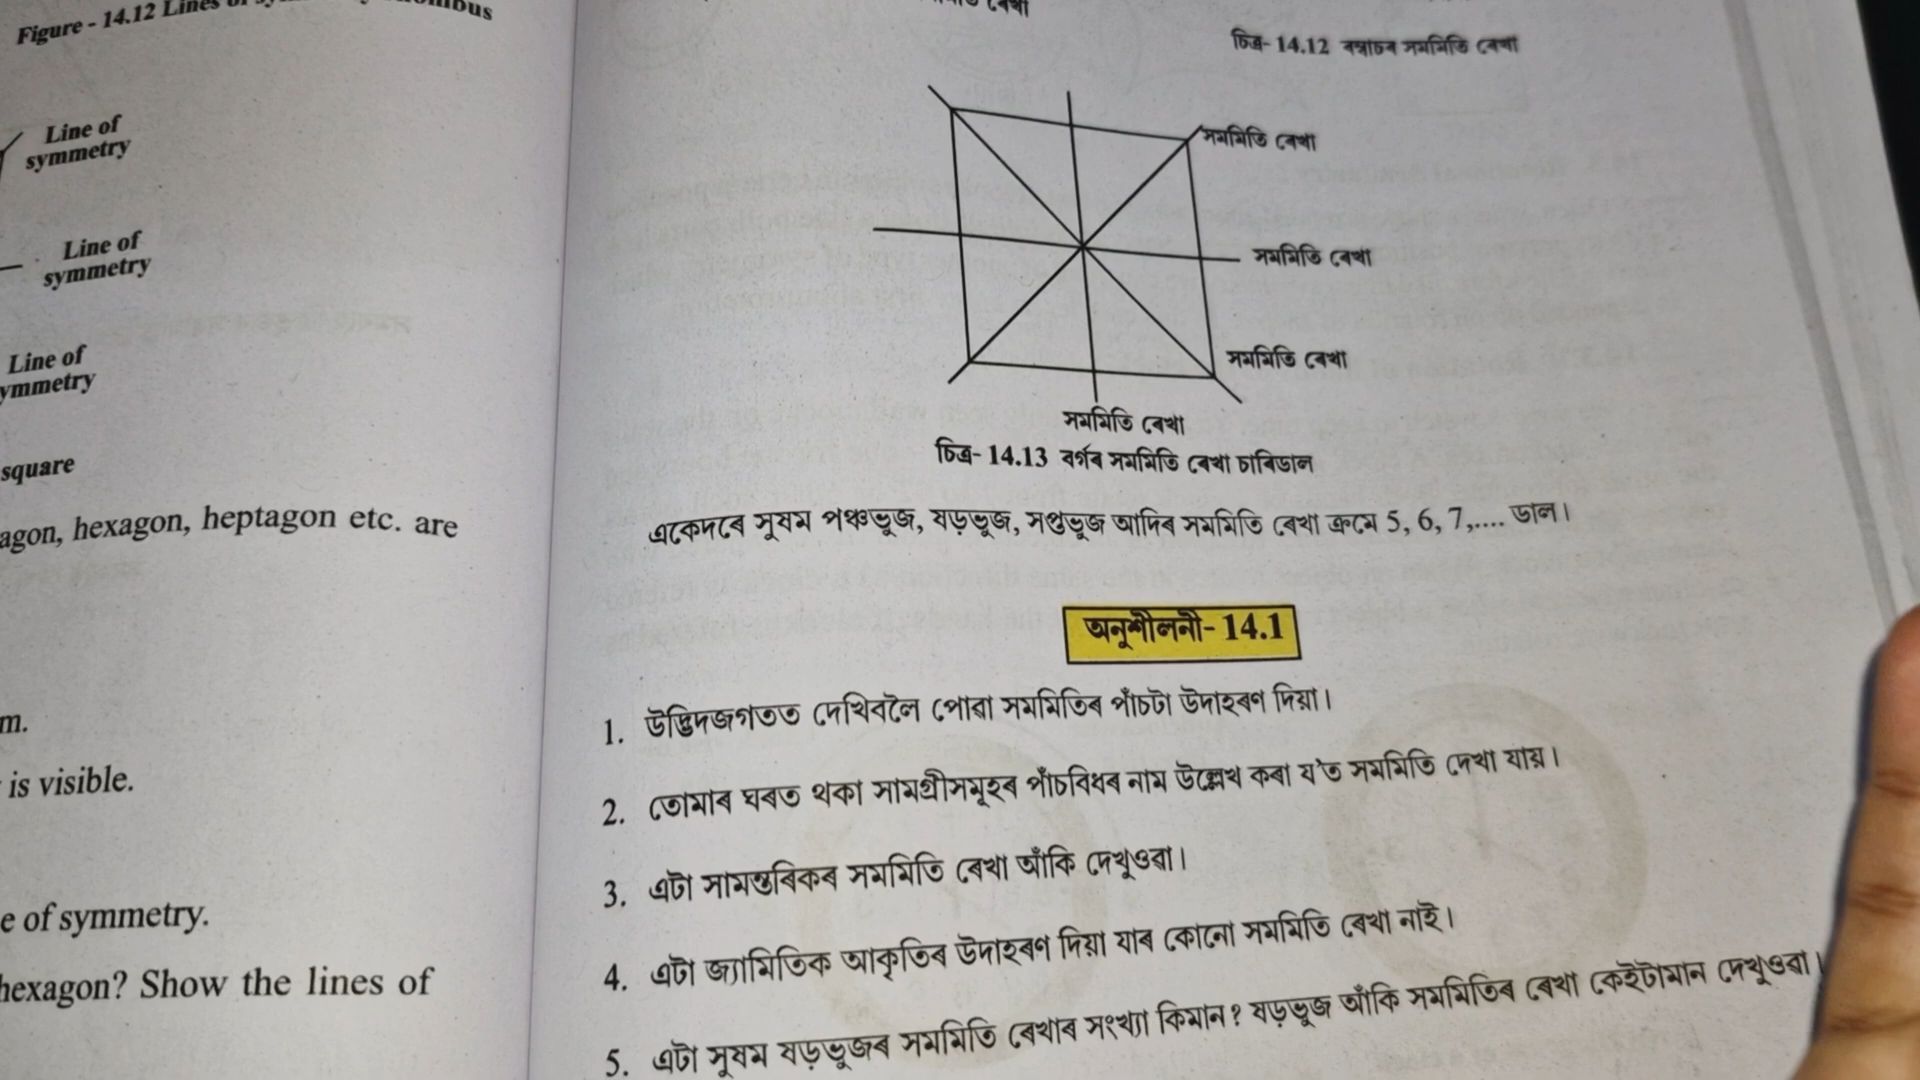 Figure - 14.12 Lines
Line of
symmetry
Line of
symmetry
Line of
square
hexagon, heptagon etc. are
is visible.
of symmetry.
hexagon? Show the lines of
ৰেখা
চিত্ৰ- 14.12 ৰম্বাচৰ সমমিতি ৰেখা
সমমিতি ৰেখা
সমমিতি ৰেখা
সমমিতি ৰেখা
সমমিতি ৰেখা
চিত্ৰ- 14.13 বৰ্গৰ সমমিতি ৰেখা চাৰিডাল
একেদৰে সুষম পঞ্চভুজ, ষড়ভুজ, সপ্তভুজ আদিৰ সমমিতি ৰেখা ক্ৰমে 5, 6, 7,.... ডাল।
অনুশীলনী- 14.1
1. উদ্ভিদজগতত দেখিবলৈ পোৱা সমমিতিৰ পাঁচটা উদাহৰণ দিয়া।
2. তোমাৰ ঘৰত থকা সামগ্ৰীসমূহৰ পাঁচবিধৰ নাম উল্লেখ কৰা য'ত সমমিতি দেখা যায়।
3. এটা সামন্তৰিকৰ সমমিতি ৰেখা আঁকি দেখুওৱা।
4. এটা জ্যামিতিক আকৃতিৰ উদাহৰণ দিয়া যাৰ কোনো সমমিতি ৰেখা নাই।
5. এটা সুষম ষড়ভুজৰ সমমিতি ৰেখাৰ সংখ্যা কিমান? ষড়ভুজ আঁকি সমমিতিৰ ৰেখা কেইটামান দেখুওৱা।